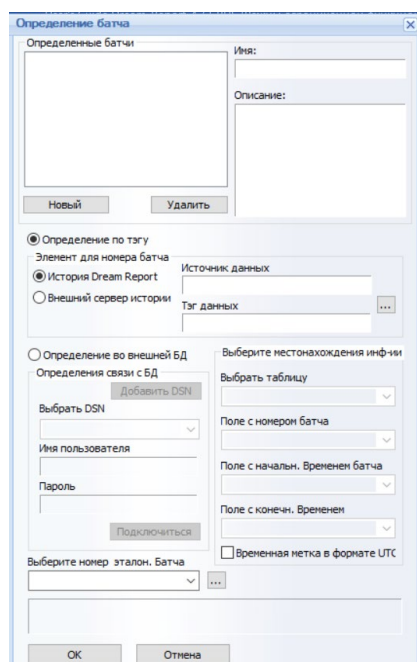 Определение батча
Определенные батчи
Имя:
Описание:
Новый
Удалить
Определение по тэгу
Элемент для номера батча
История Dream Report
Внешний сервер истории
Источник данных
Тэг данных
...
Определение во внешней БД
Определения связи с БД
Добавить DSN
Выбрать DSN
Имя пользователя
Пароль
Подключиться
Выберите местонахождения инф-ии
Выбрать таблицу
Поле с номером батча
Поле с начальн. Временем батча
Поле с конечн. Временем
Временная метка в формате UTC
Выберите номер эталон. Батча
...
OK
Отмена